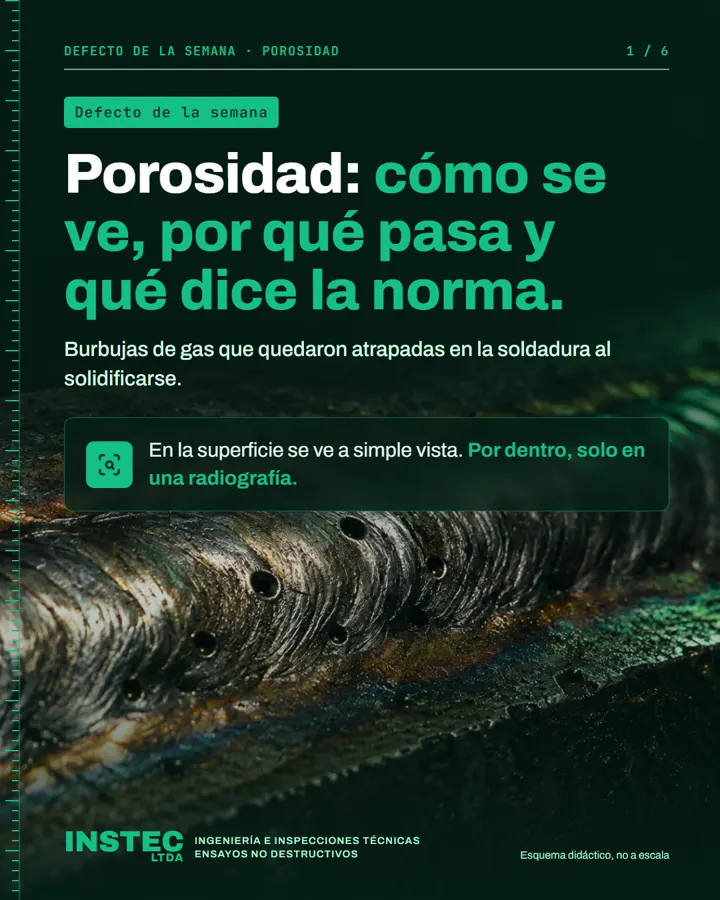 DEFECTO DE LA SEMANA · POROSIDAD
1 / 6
Defecto de la semana
Porosidad: cómo se
ve, por qué pasa y
qué dice la norma.
Burbujas de gas que quedaron atrapadas en la soldadura al
solidificarse.
En la superficie se ve a simple vista. Por dentro, solo en
una radiografía.
INSTEC
LTDA
INGENIERÍA E INSPECCIONES TÉCNICAS
ENSAYOS NO DESTRUCTIVOS
Esquema didáctico, no a escala